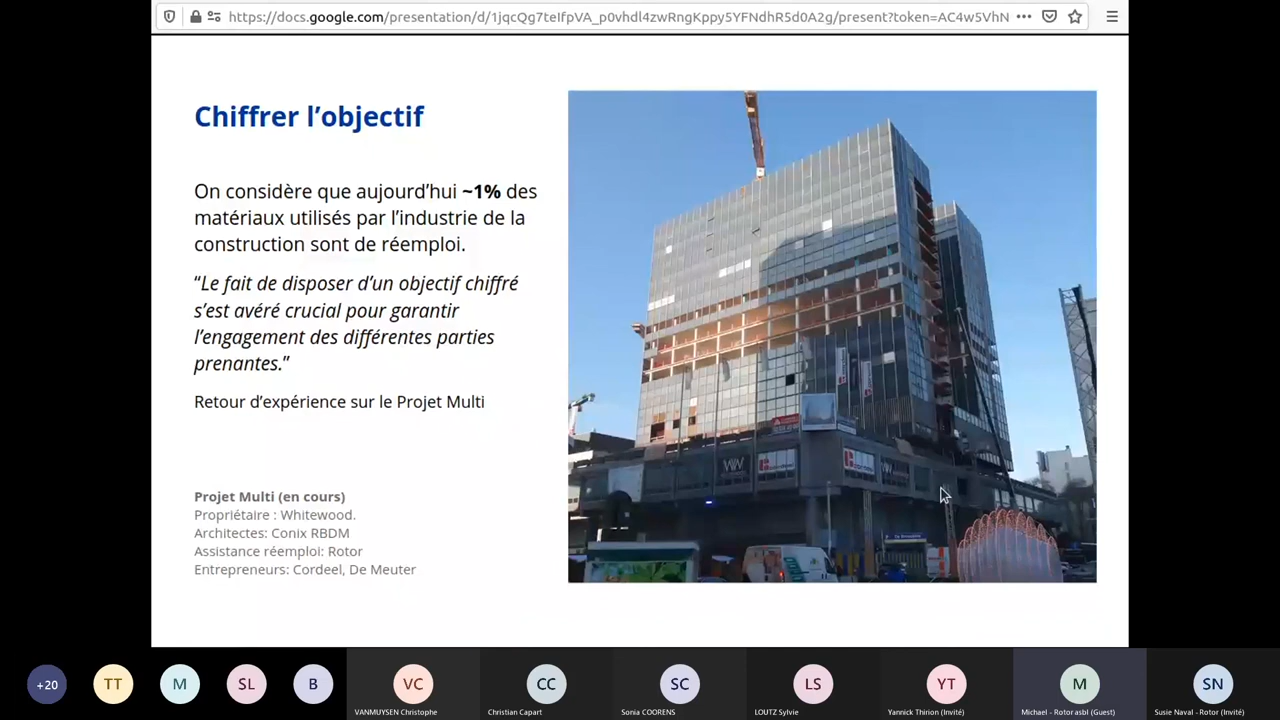 https://docs.google.com/presentation/d/1jqcQg7teIfpVA_p0vhdl4zwRngKppy5YFNdhR5d0A2g/present?token=AC4w5VhN
Chiffrer l’objectif
On considère que aujourd’hui ~1% des
matériaux utilisés par l’industrie de la
construction sont de réemploi.
“Le fait de disposer d’un objectif chiffré
s’est avéré crucial pour garantir
l’engagement des différentes parties
prenantes.”
Retour d’expérience sur le Projet Multi
Projet Multi (en cours)
Propriétaire : Whitewood.
Architectes: Conix RBDM
Assistance réemploi: Rotor
Entrepreneurs: Cordeel, De Meuter
+20 TT M SL B VC CC SC LS YT M SN
VANMUYSEN Christophe Christian Capart Sonia COORENS LOUTZ Sylvie Yannick Thirion (Invité) Michael - Rotor asbl (Guest) Susie Naval - Rotor (Invité)